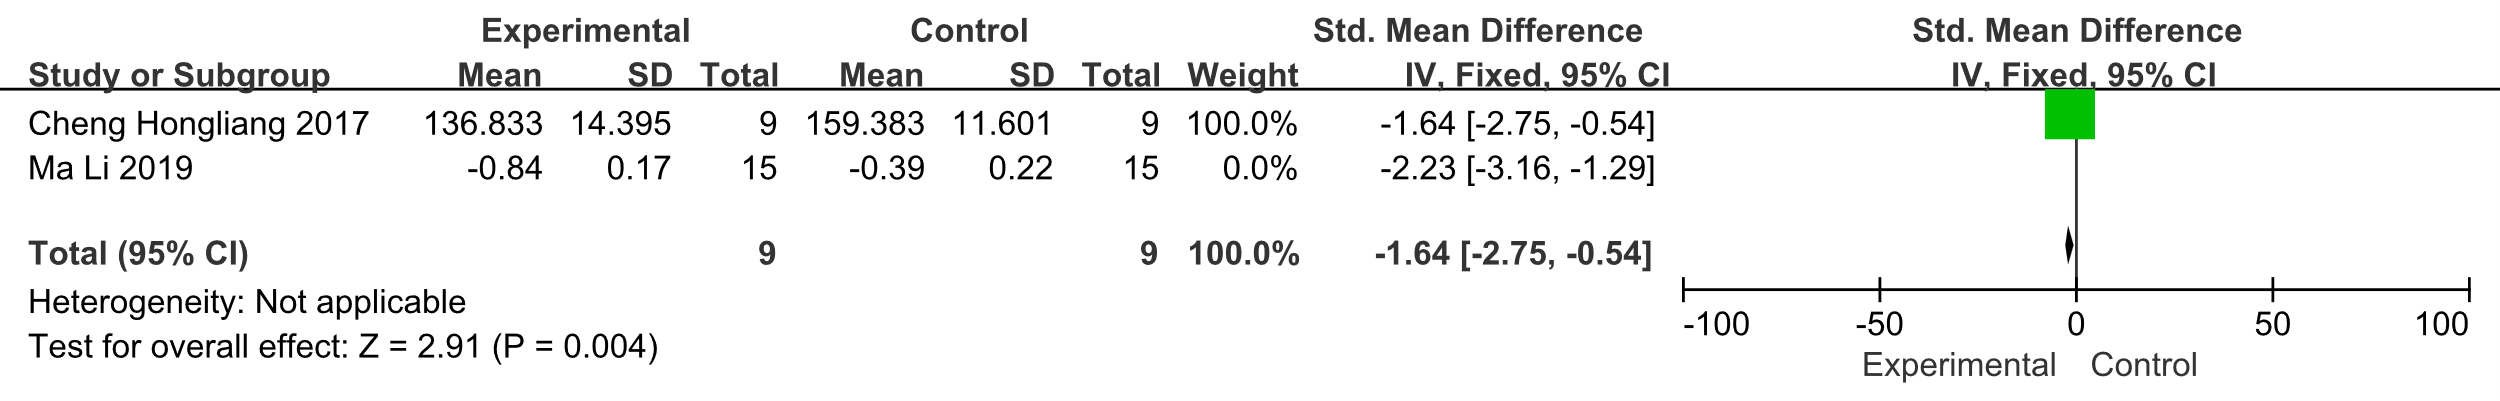 Experimental Control Std. Mean Difference Std. Mean Difference
Study or Subgroup Mean SD Total Mean SD Total Weight IV, Fixed, 95% CI IV, Fixed, 95% CI
Cheng Hongliang 2017 136.833 14.395 9 159.383 11.601 9 100.0% -1.64 [-2.75, -0.54]
Ma Li 2019 -0.84 0.17 15 -0.39 0.22 15 0.0% -2.23 [-3.16, -1.29]
Total (95% CI) 9 9 100.0% -1.64 [-2.75, -0.54]
Heterogeneity: Not applicable
Test for overall effect: Z = 2.91 (P = 0.004)
-100 -50 0 50 100
Experimental Control